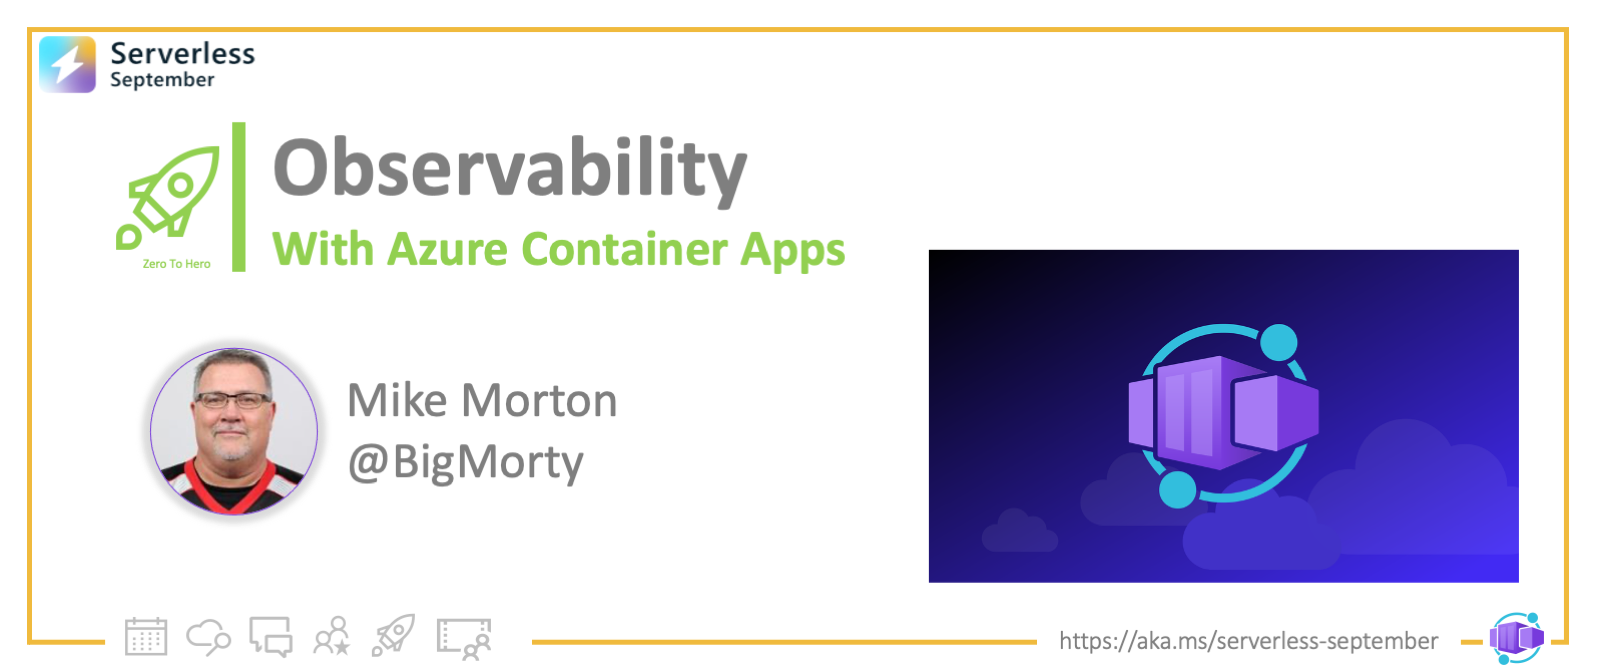 Serverless
September
Observability
With Azure Container Apps
Zero To Hero
Mike Morton
@BigMorty
https://aka.ms/serverless-september